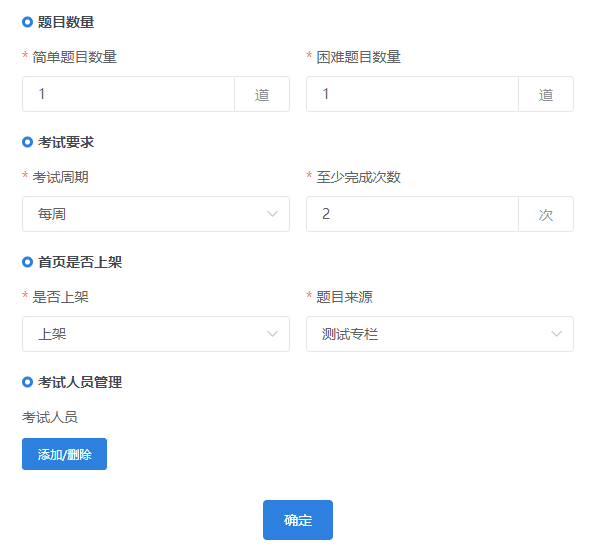 题目数量
* 简单题目数量 * 困难题目数量
1 道 1 道
考试要求
* 考试周期 * 至少完成次数
每周 2 次
首页是否上架
* 是否上架 * 题目来源
上架 测试专栏
考试人员管理
考试人员
添加/删除
确定